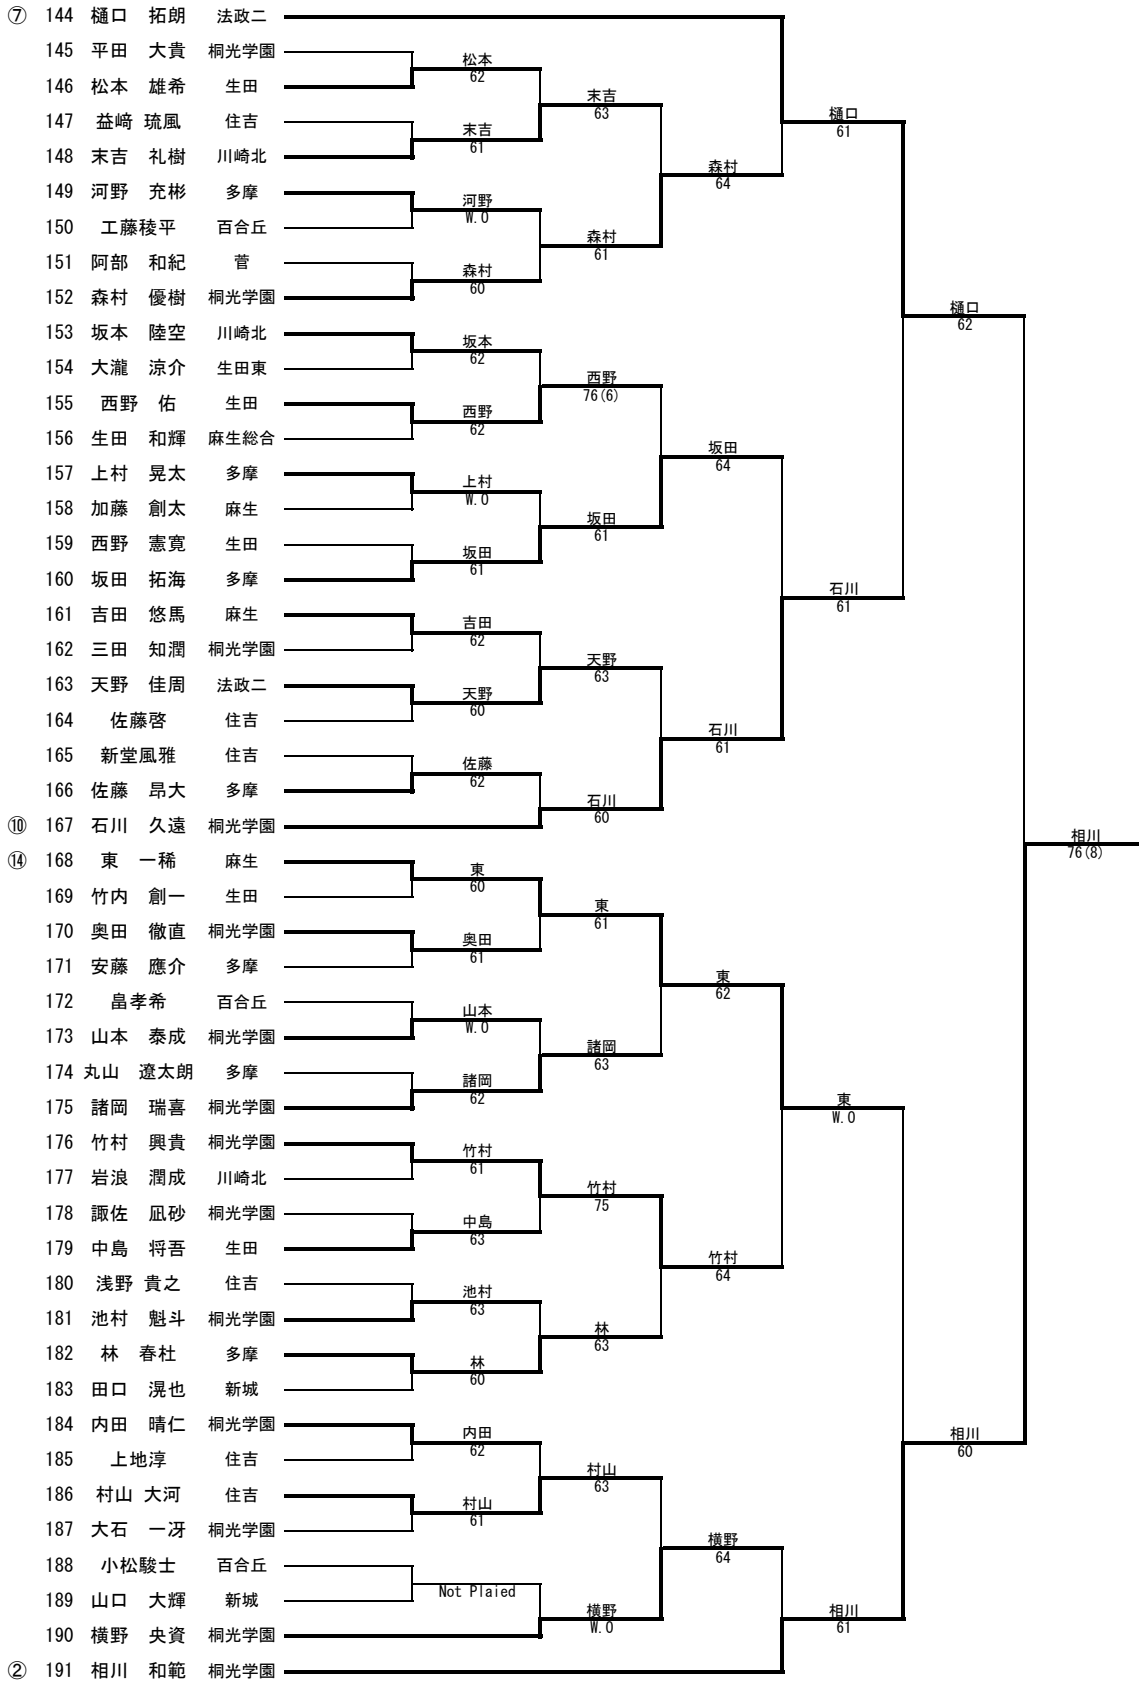 ⑦ 144 樋口 拓朗 法政二
145 平田 大貴 桐光学園
146 松本 雄希 生田
147 益﨑 琉風 住吉
148 末吉 礼樹 川崎北
149 河野 充彬 多摩
150 工藤稜平 百合丘
151 阿部 和紀 菅
152 森村 優樹 桐光学園
153 坂本 陸空 川崎北
154 大瀧 涼介 生田東
155 西野 佑 生田
156 生田 和輝 麻生総合
157 上村 晃太 多摩
158 加藤 創太 麻生
159 西野 憲寛 生田
160 坂田 拓海 多摩
161 吉田 悠馬 麻生
162 三田 知潤 桐光学園
163 天野 佳周 法政二
164 佐藤啓 住吉
165 新堂風雅 住吉
166 佐藤 昂大 多摩
⑩ 167 石川 久遠 桐光学園
⑭ 168 東 一稀 麻生
169 竹内 創一 生田
170 奥田 徹直 桐光学園
171 安藤 應介 多摩
172 畠孝希 百合丘
173 山本 泰成 桐光学園
174 丸山 遼太朗 多摩
175 諸岡 瑞喜 桐光学園
176 竹村 興貴 桐光学園
177 岩浪 潤成 川崎北
178 諏佐 凪砂 桐光学園
179 中島 将吾 生田
180 浅野 貴之 住吉
181 池村 魁斗 桐光学園
182 林 春杜 多摩
183 田口 滉也 新城
184 内田 晴仁 桐光学園
185 上地淳 住吉
186 村山 大河 住吉
187 大石 一冴 桐光学園
188 小松駿士 百合丘
189 山口 大輝 新城
190 横野 央資 桐光学園
② 191 相川 和範 桐光学園
松本
62
末吉
61
河野
W.O
森村
60
坂本
62
西野
62
上村
W.O
坂田
61
吉田
62
天野
60
佐藤
62
東
60
奥田
61
山本
W.O
諸岡
62
竹村
61
中島
63
池村
63
林
60
内田
62
村山
61
Not Plaied
末吉
63
森村
61
西野
76(6)
坂田
61
天野
63
石川
60
東
61
諸岡
63
竹村
75
林
63
村山
63
横野
W.O
森村
64
坂田
64
石川
61
東
62
竹村
64
横野
64
樋口
61
石川
61
東
W.O
相川
61
樋口
62
相川
60
相川
76(8)